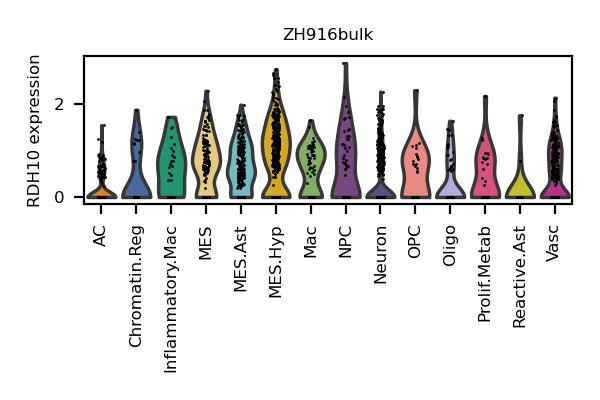 ZH916bulk
RDH10 expression
2
0
AC
Chromatin.Reg
Inflammatory.Mac
MES
MES.Ast
MES.Hyp
Mac
NPC
Neuron
OPC
Oligo
Prolif.Metab
Reactive.Ast
Vasc